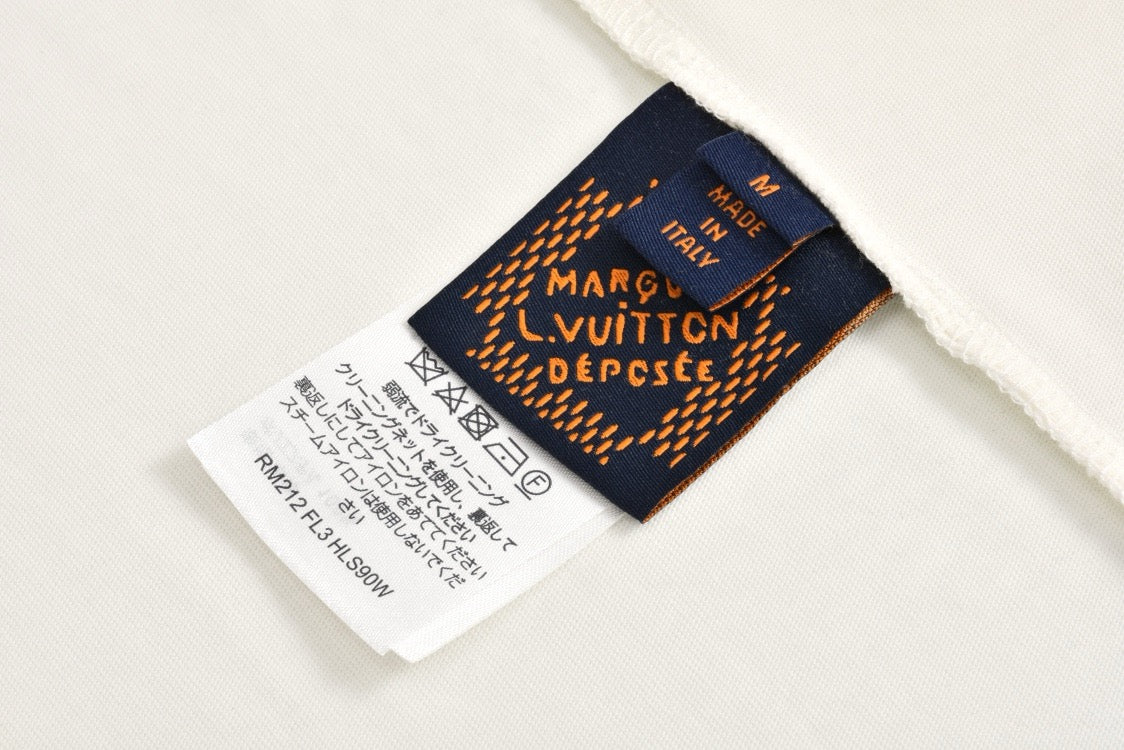 M
MADE
IN
ITALY
L.VUiTTON
DÉPOSÉE
弱流でドライクリーニング
クリーニングネットを使用し、裏返して
ドライクリーニングしてください
裏返しにしてアイロンをあててください
スチームアイロンは使用しないでくだ
さい
RM212 FL3 HLS90W
F